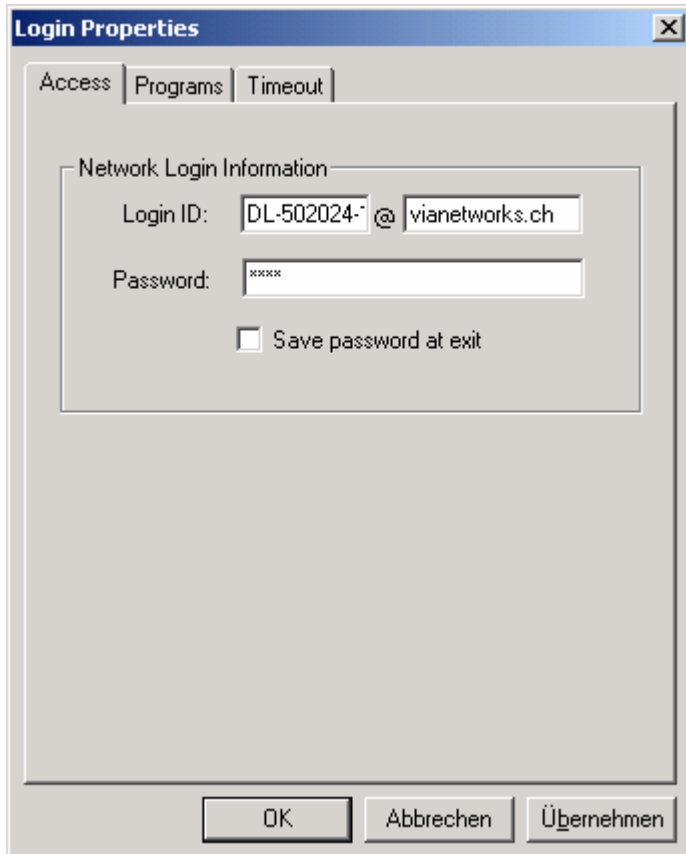 Login Properties
Access Programs Timeout
Network Login Information
Login ID: DL-502024- @ vianetworks.ch
Password: ****
Save password at exit
OK Abbrechen Übernehmen